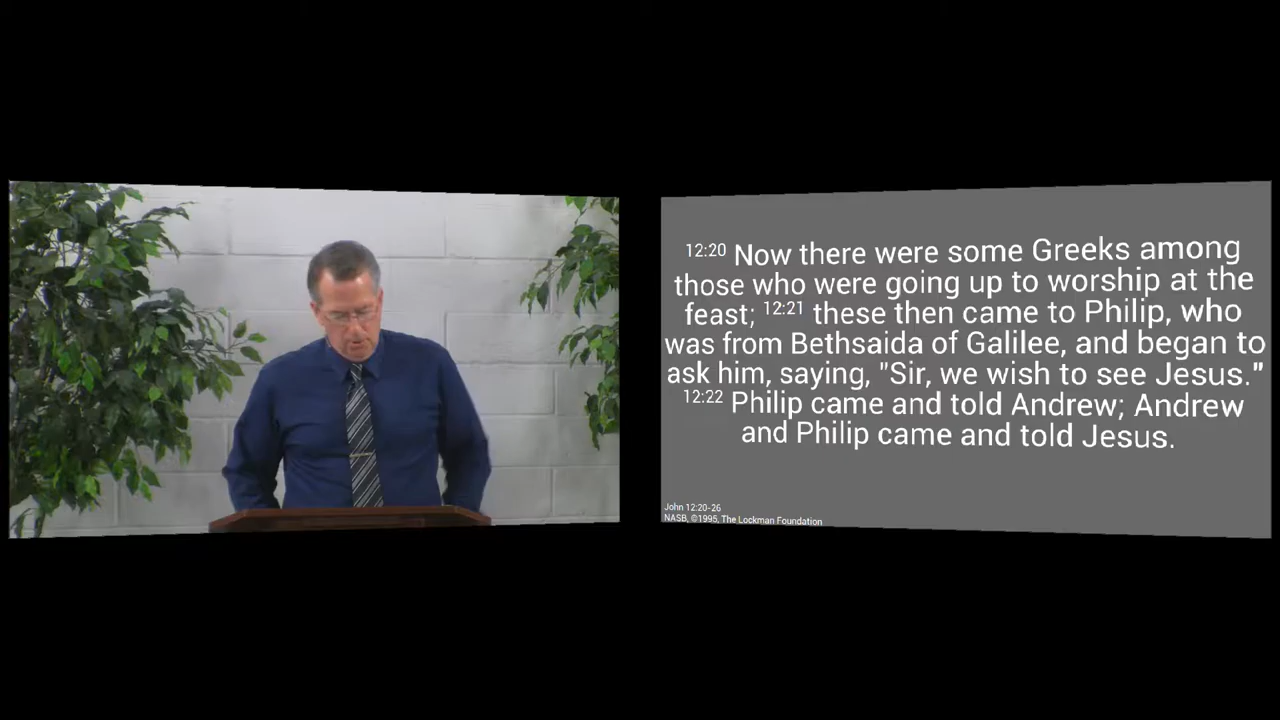 12:20 Now there were some Greeks among
those who were going up to worship at the
feast; 12:21 these then came to Philip, who
was from Bethsaida of Galilee, and began to
ask him, saying, "Sir, we wish to see Jesus."
12:22 Philip came and told Andrew; Andrew
and Philip came and told Jesus.
John 12:20-26
NASB, ©1995, The Lockman Foundation